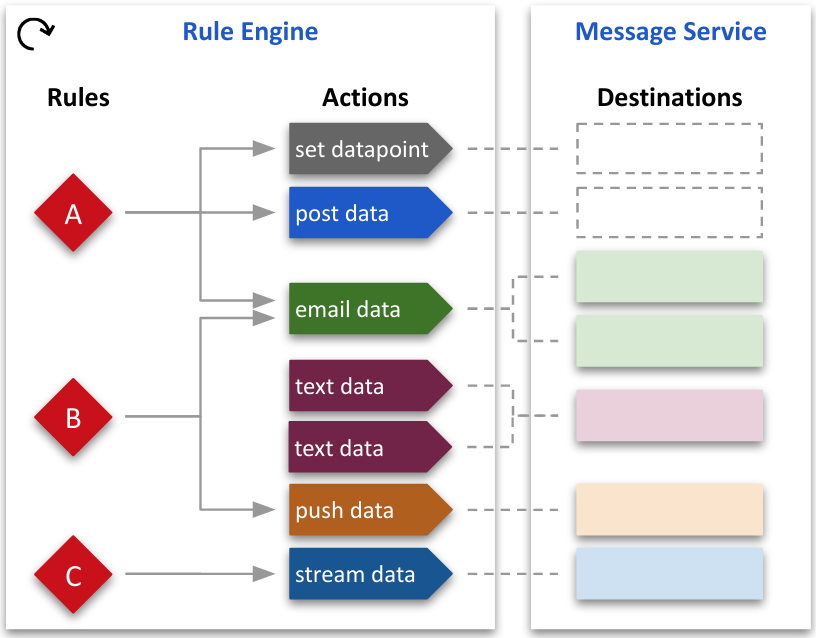 Rule Engine
Message Service
Rules
Actions
Destinations
set datapoint
A
post data
email data
text data
B
text data
push data
C
stream data